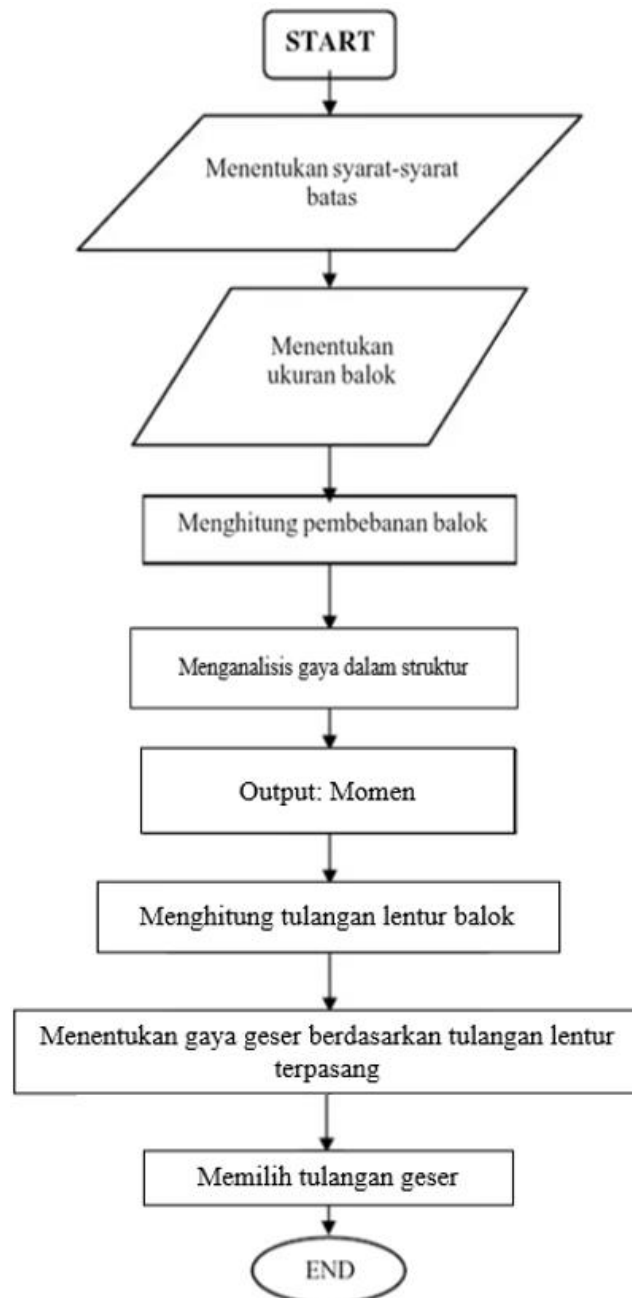 START
Menentukan syarat-syarat
batas
Menentukan
ukuran balok
Menghitung pembebanan balok
Menganalisis gaya dalam struktur
Output: Momen
Menghitung tulangan lentur balok
Menentukan gaya geser berdasarkan tulangan lentur
terpasang
Memilih tulangan geser
END